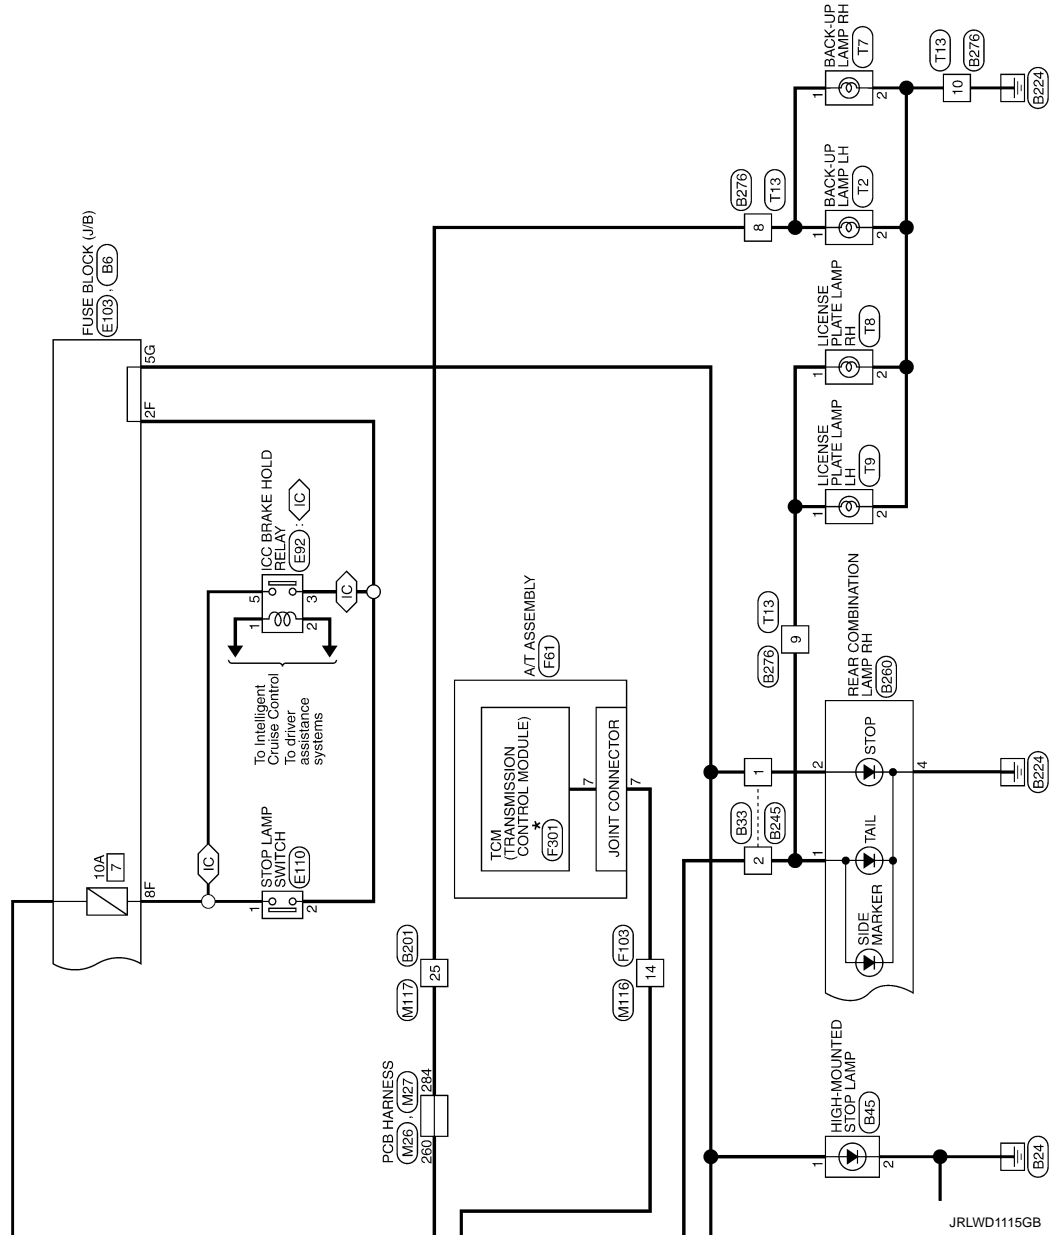 FUSE BLOCK (J/B)
E103 , B6
10A
7
8F
2F
5G
IC
STOP LAMP
SWITCH
E110
1
2
ICC BRAKE HOLD
RELAY
E92 : IC
5
3
1
2
IC
To Intelligent
Cruise Control
To driver
assistance
systems
PCB HARNESS
M26 , M27
260
284
M117
25
B201
A/T ASSEMBLY
F61
TCM
(TRANSMISSION
CONTROL MODULE)
*
F301
7
JOINT CONNECTOR
7
M116
14
F103
B276
8
T13
BACK-UP
LAMP RH
T7
1
2
BACK-UP
LAMP LH
T2
1
2
LICENSE
PLATE LAMP
RH
T8
1
2
LICENSE
PLATE LAMP
LH
T9
1
2
T13
10
B276
B224
B276
9
T13
B33
2
1
B245
REAR COMBINATION
LAMP RH
B260
1
2
SIDE
MARKER
TAIL
STOP
4
B224
HIGH-MOUNTED
STOP LAMP
B45
1
2
B24
JRLWD1115GB